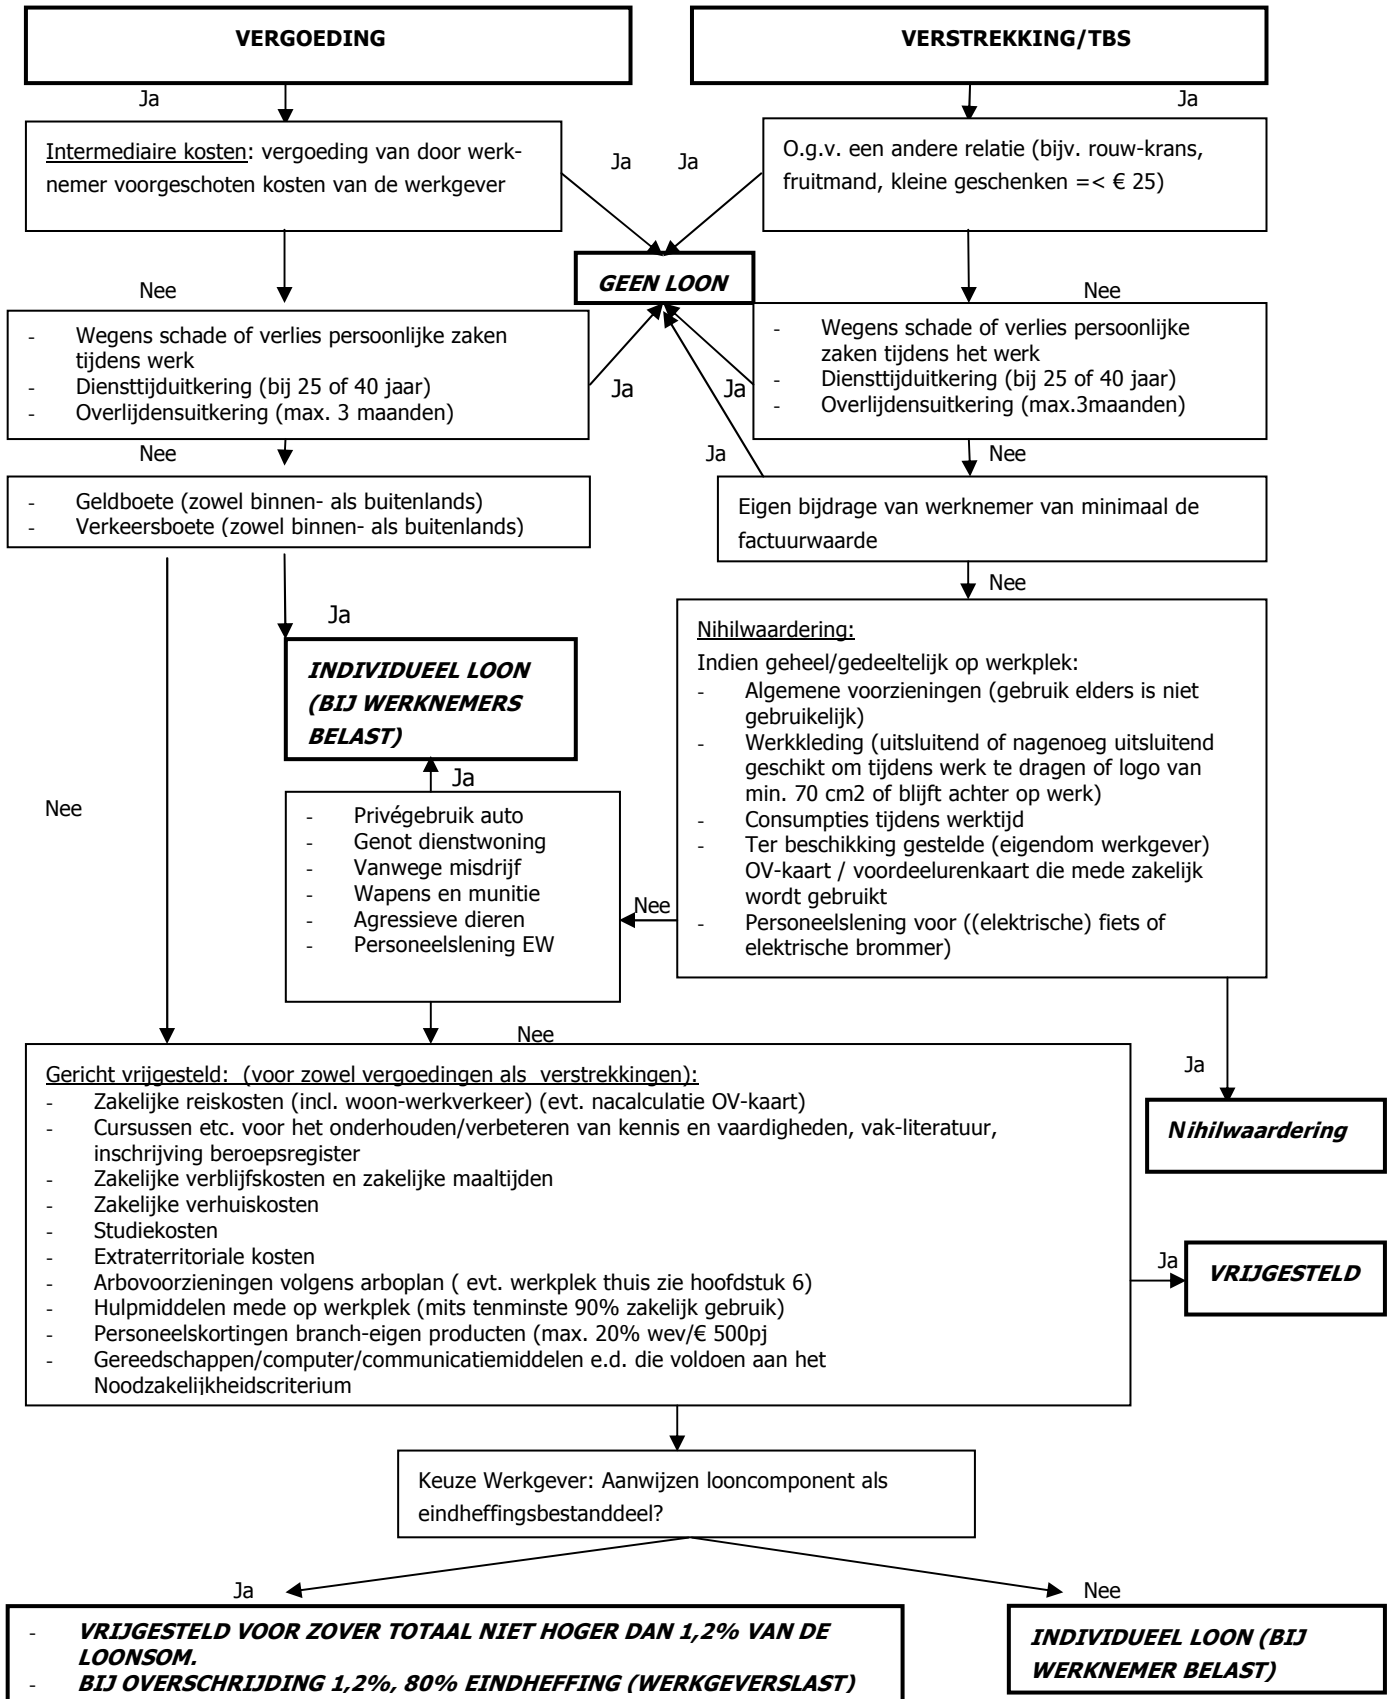 VERGOEDING
VERSTREKKING/TBS
Ja
Ja
Intermediaire kosten: vergoeding van door werk-
nemer voorgeschoten kosten van de werkgever
Ja
Ja
O.g.v. een andere relatie (bijv. rouw-krans,
fruitmand, kleine geschenken =< € 25)
GEEN LOON
Nee
Nee
- Wegens schade of verlies persoonlijke zaken
tijdens werk
- Diensttijduitkering (bij 25 of 40 jaar)
- Overlijdensuitkering (max. 3 maanden)
Ja
Ja
- Wegens schade of verlies persoonlijke
zaken tijdens het werk
- Diensttijduitkering (bij 25 of 40 jaar)
- Overlijdensuitkering (max.3maanden)
Nee
Ja
Nee
- Geldboete (zowel binnen- als buitenlands)
- Verkeersboete (zowel binnen- als buitenlands)
Eigen bijdrage van werknemer van minimaal de
factuurwaarde
Nee
Ja
INDIVIDUEEL LOON
(BIJ WERKNEMERS
BELAST)
Nihilwaardering:
Indien geheel/gedeeltelijk op werkplek:
- Algemene voorzieningen (gebruik elders is niet
gebruikelijk)
- Werkkleding (uitsluitend of nagenoeg uitsluitend
geschikt om tijdens werk te dragen of logo van
min. 70 cm2 of blijft achter op werk)
- Consumpties tijdens werktijd
- Ter beschikking gestelde (eigendom werkgever)
OV-kaart / voordeelurenkaart die mede zakelijk
wordt gebruikt
- Personeelslening voor ((elektrische) fiets of
elektrische brommer)
Ja
Nee
- Privégebruik auto
- Genot dienstwoning
- Vanwege misdrijf
- Wapens en munitie
- Agressieve dieren
- Personeelslening EW
Nee
Nee
Ja
Gericht vrijgesteld: (voor zowel vergoedingen als verstrekkingen):
- Zakelijke reiskosten (incl. woon-werkverkeer) (evt. nacalculatie OV-kaart)
- Cursussen etc. voor het onderhouden/verbeteren van kennis en vaardigheden, vak-literatuur,
inschrijving beroepsregister
- Zakelijke verblijfskosten en zakelijke maaltijden
- Zakelijke verhuiskosten
- Studiekosten
- Extraterritoriale kosten
- Arbovoorzieningen volgens arboplan ( evt. werkplek thuis zie hoofdstuk 6)
- Hulpmiddelen mede op werkplek (mits tenminste 90% zakelijk gebruik)
- Personeelskortingen branch-eigen producten (max. 20% wev/€ 500pj
- Gereedschappen/computer/communicatiemiddelen e.d. die voldoen aan het
Noodzakelijkheidscriterium
Nihilwaardering
Ja
VRIJGESTELD
Keuze Werkgever: Aanwijzen looncomponent als
eindheffingsbestanddeel?
Ja
Nee
- VRIJGESTELD VOOR ZOVER TOTAAL NIET HOGER DAN 1,2% VAN DE
LOONSOM.
- BIJ OVERSCHRIJDING 1,2%, 80% EINDHEFFING (WERKGEVERSLAST)
INDIVIDUEEL LOON (BIJ
WERKNEMER BELAST)